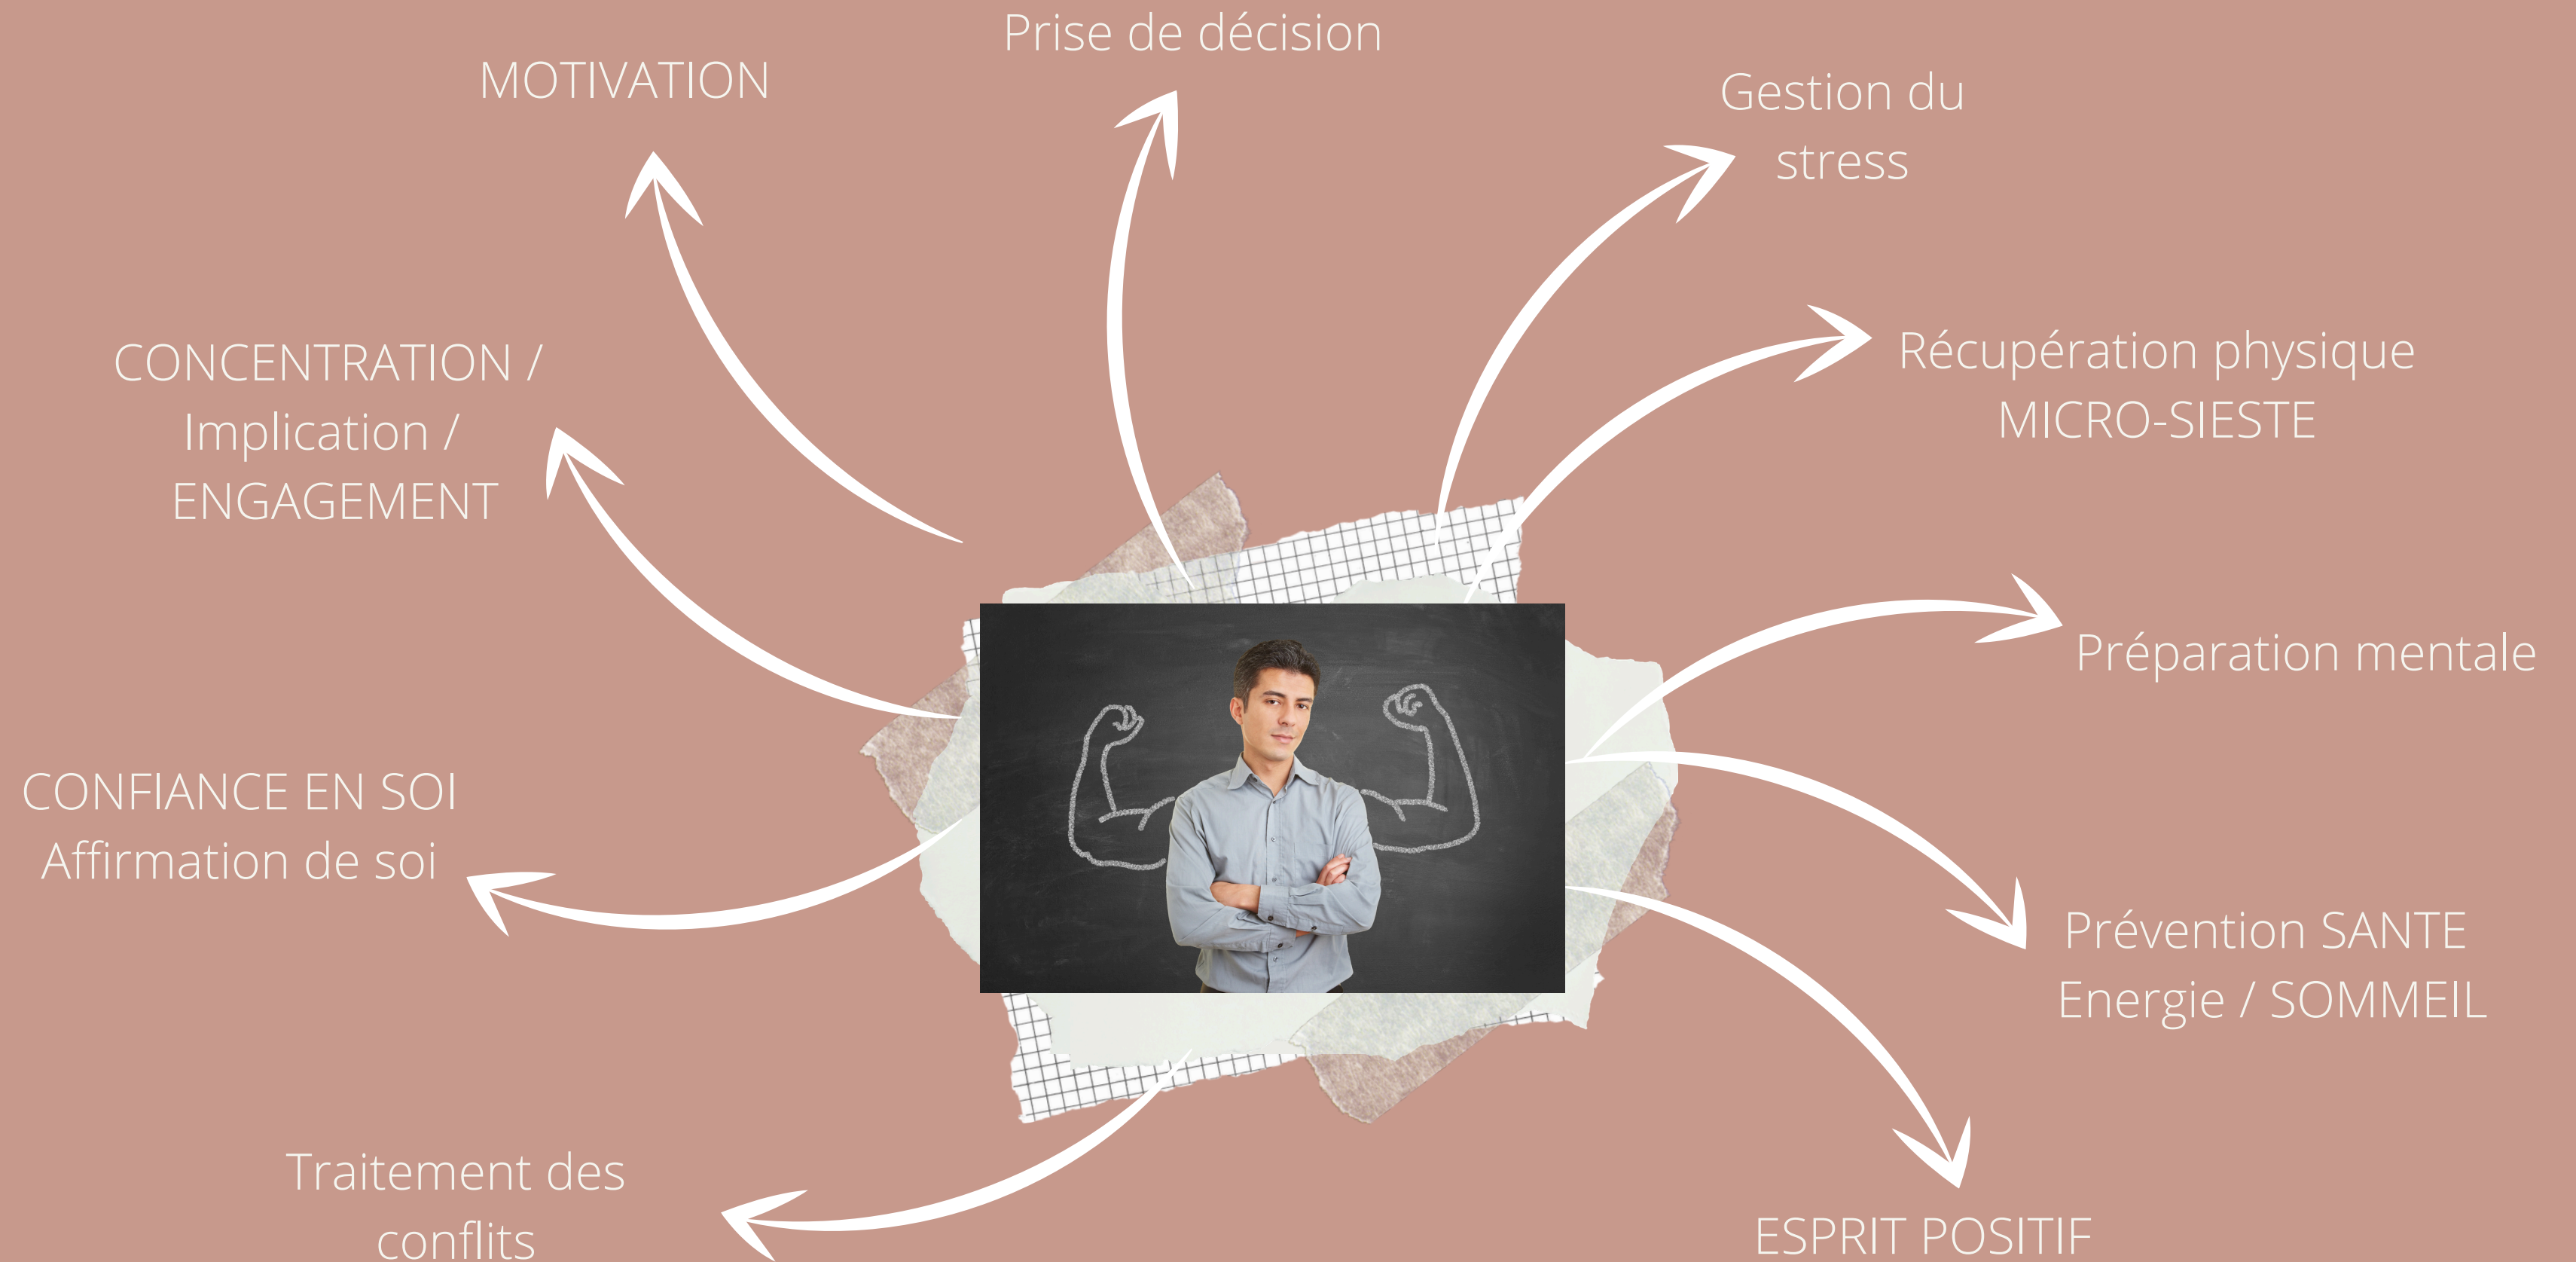 Prise de décision
MOTIVATION
Gestion du
stress
Récupération physique
MICRO-SIESTE
CONCENTRATION /
Implication /
ENGAGEMENT
Préparation mentale
CONFIANCE EN SOI
Affirmation de soi
Prévention SANTE
Energie / SOMMEIL
Traitement des
conflits
ESPRIT POSITIF